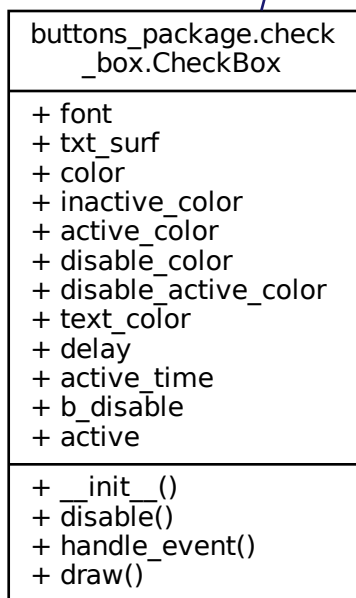 buttons_package.check
_box.CheckBox
+ font
+ txt_surf
+ color
+ inactive_color
+ active_color
+ disable_color
+ disable_active_color
+ text_color
+ delay
+ active_time
+ b_disable
+ active
+ __init__()
+ disable()
+ handle_event()
+ draw()